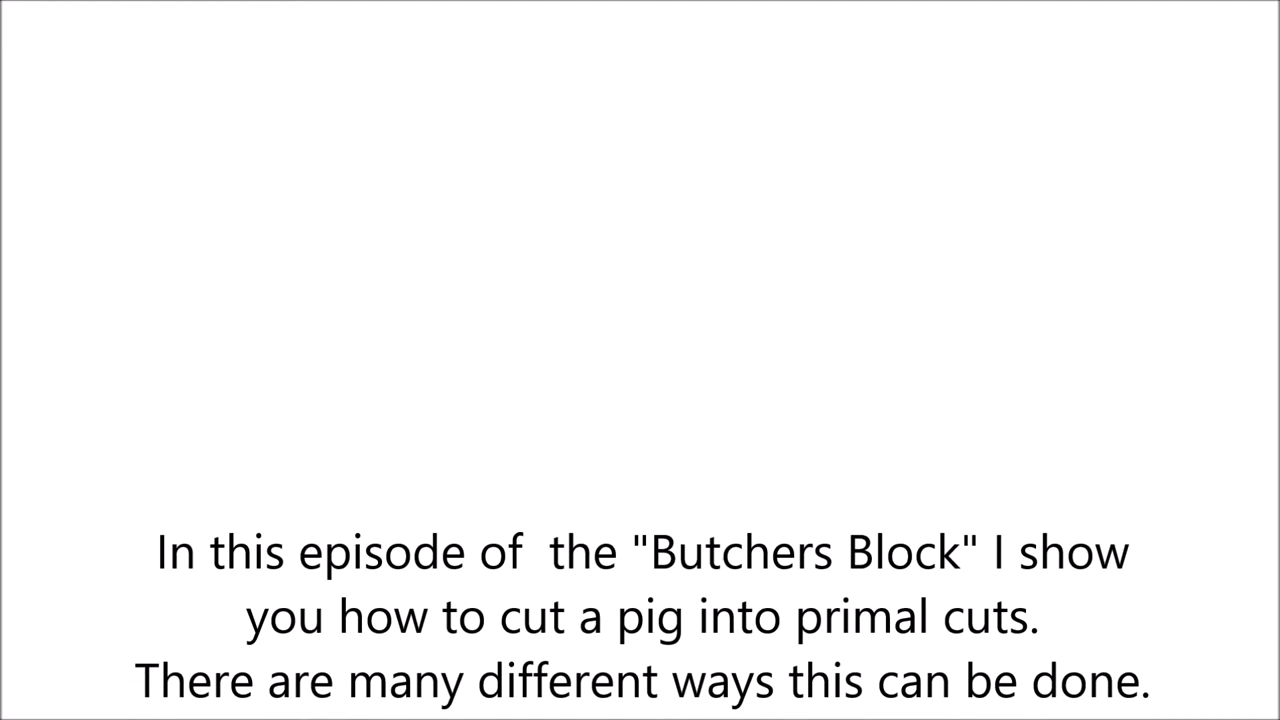 In this episode of  the "Butchers Block" I show
you how to cut a pig into primal cuts.
There are many different ways this can be done.